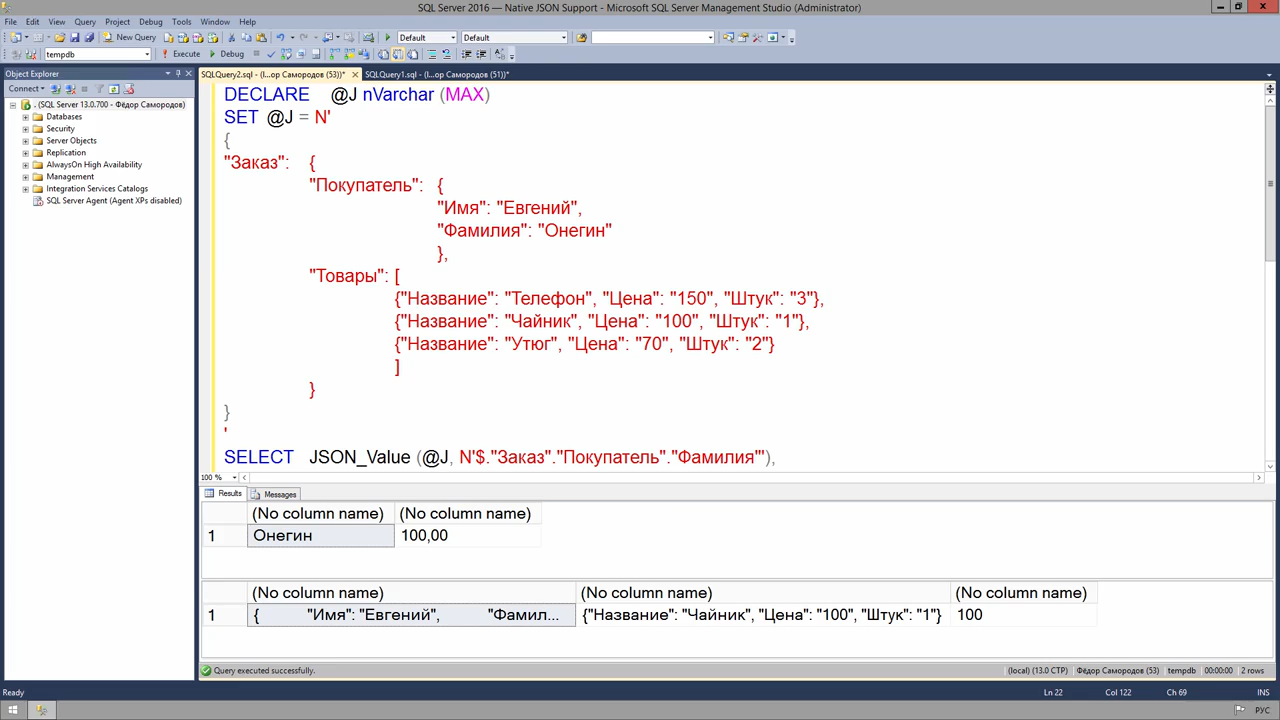 SQL Server 2016 — Native JSON Support - Microsoft SQL Server Management Studio (Administrator)
File Edit View Query Project Debug Tools Window Help
New Query Default Default
tempdb Execute Debug
Object Explorer
SQLQuery2.sql - (l...ор Самородов (53))* SQLQuery1.sql - (l...ор Самородов (51))*
Connect
. (SQL Server 13.0.700 - Фёдор Самородов)
Databases
Security
Server Objects
Replication
AlwaysOn High Availability
Management
Integration Services Catalogs
SQL Server Agent (Agent XPs disabled)
DECLARE @J nVarchar (MAX)
SET @J = N'
{
"Заказ": {
"Покупатель": {
"Имя": "Евгений",
"Фамилия": "Онегин"
},
"Товары": [
{"Название": "Телефон", "Цена": "150", "Штук": "3"},
{"Название": "Чайник", "Цена": "100", "Штук": "1"},
{"Название": "Утюг", "Цена": "70", "Штук": "2"}
]
}
}
'
SELECT JSON_Value (@J, N'$."Заказ"."Покупатель"."Фамилия"'),
100 %
Results Messages
(No column name) (No column name)
1 Онегин 100,00
(No column name) (No column name) (No column name)
1 { "Имя": "Евгений", "Фамил... {"Название": "Чайник", "Цена": "100", "Штук": "1"} 100
Query executed successfully. (local) (13.0 CTP) Фёдор Самородов (53) tempdb 00:00:00 2 rows
Ready Ln 22 Col 122 Ch 69 INS
РУС